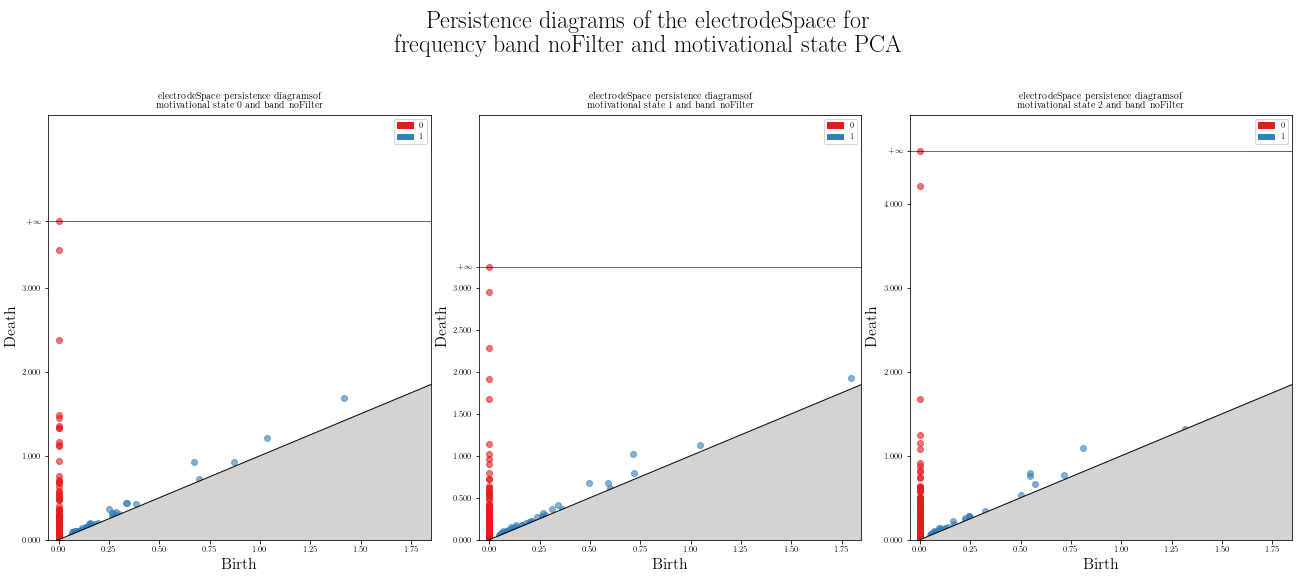 Persistence diagrams of the electrodeSpace for
frequency band noFilter and motivational state PCA
electrodeSpace persistence diagramsof
motivational state 0 and band noFilter
0
1
+∞
3.000
2.000
1.000
0.000
Death
0.00 0.25 0.50 0.75 1.00 1.25 1.50 1.75
Birth
electrodeSpace persistence diagramsof
motivational state 1 and band noFilter
0
1
+∞
3.000
2.500
2.000
1.500
1.000
0.500
0.000
Death
0.00 0.25 0.50 0.75 1.00 1.25 1.50 1.75
Birth
electrodeSpace persistence diagramsof
motivational state 2 and band noFilter
0
1
+∞
4.000
3.000
2.000
1.000
0.000
Death
0.00 0.25 0.50 0.75 1.00 1.25 1.50 1.75
Birth